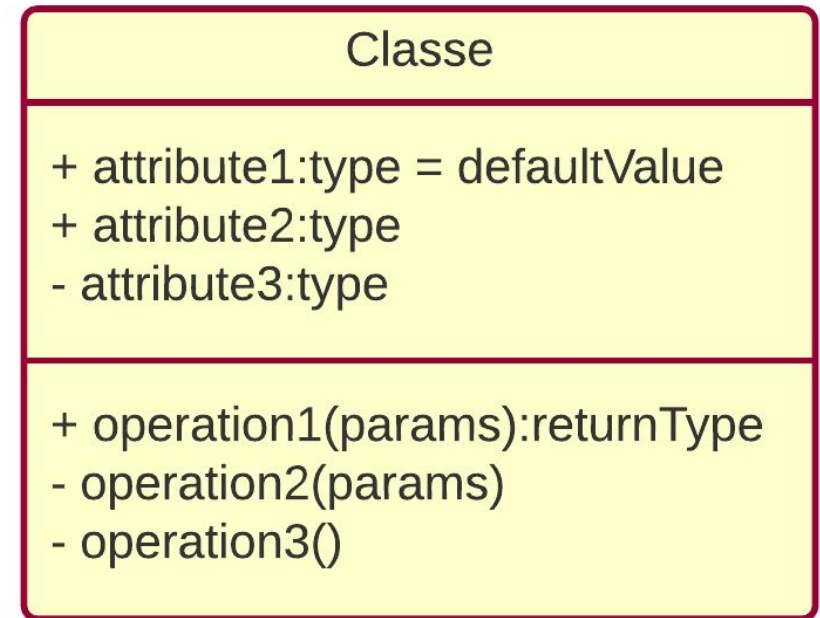 Classe
+ attribute1:type = defaultValue
+ attribute2:type
- attribute3:type
+ operation1(params):returnType
- operation2(params)
- operation3()